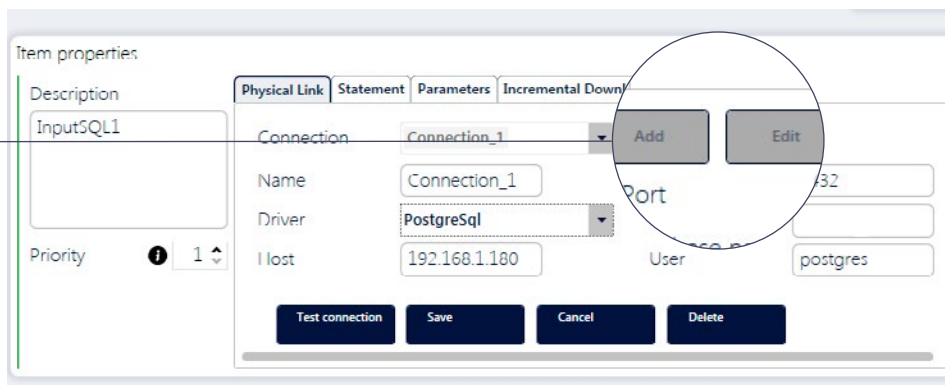 Item properties
Description
InputSQL1
Priority 1
Physical Link Statement Parameters Incremental Downl
Connection Connection_1 Add Edit
Name Connection_1 Port 432
Driver PostgreSql
Host 192.168.1.180 User postgres
Test connection Save Cancel Delete